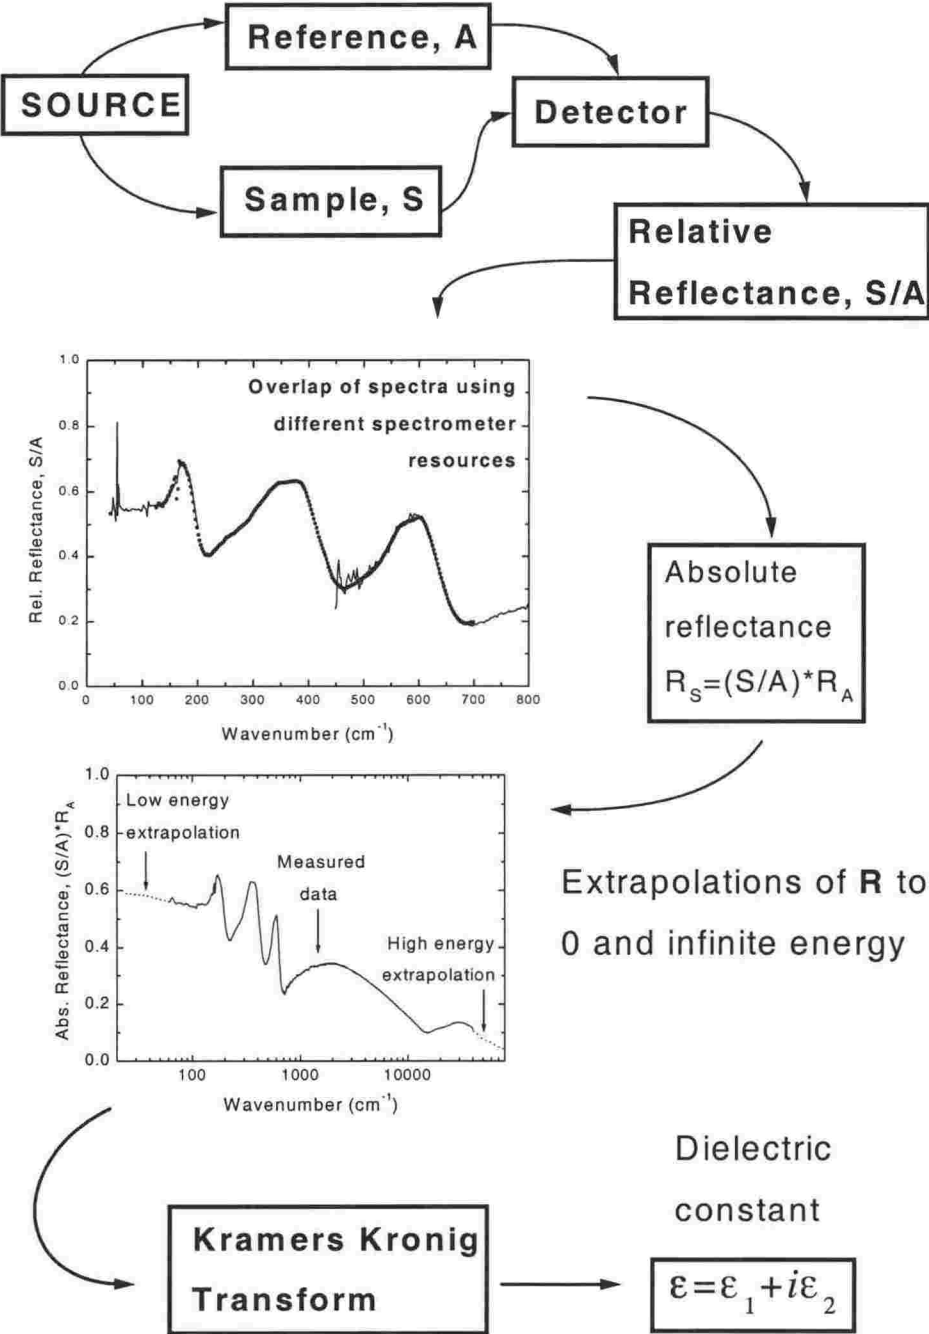 Reference, A
SOURCE
Detector
Sample, S
Relative
Reflectance, S/A
Overlap of spectra using
different spectrometer
resources
Rel. Reflectance, S/A
1.0
0.8
0.6
0.4
0.2
0.0
0 100 200 300 400 500 600 700 800
Wavenumber (cm⁻¹)
Absolute
reflectance
R_S=(S/A)*R_A
Abs. Reflectance, (S/A)*R_A
1.0
0.8
0.6
0.4
0.2
0.0
Low energy
extrapolation
Measured
data
High energy
extrapolation
100 1000 10000
Wavenumber (cm⁻¹)
Extrapolations of R to
0 and infinite energy
Kramers Kronig
Transform
Dielectric
constant
ε=ε₁+iε₂